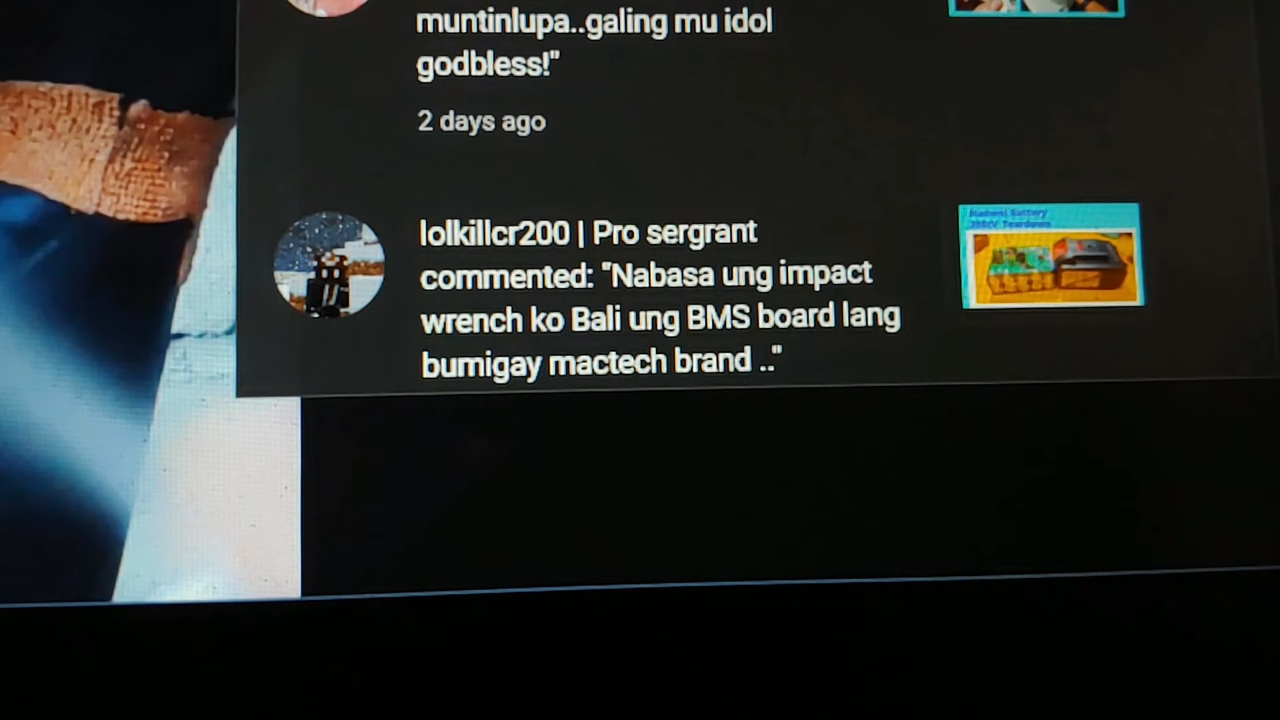 muntinlupa..galing mu idol
godbless!"
2 days ago
lolkillcr200 | Pro sergrant
commented: "Nabasa ung impact
wrench ko Bali ung BMS board lang
bumigay mactech brand .."
Battery